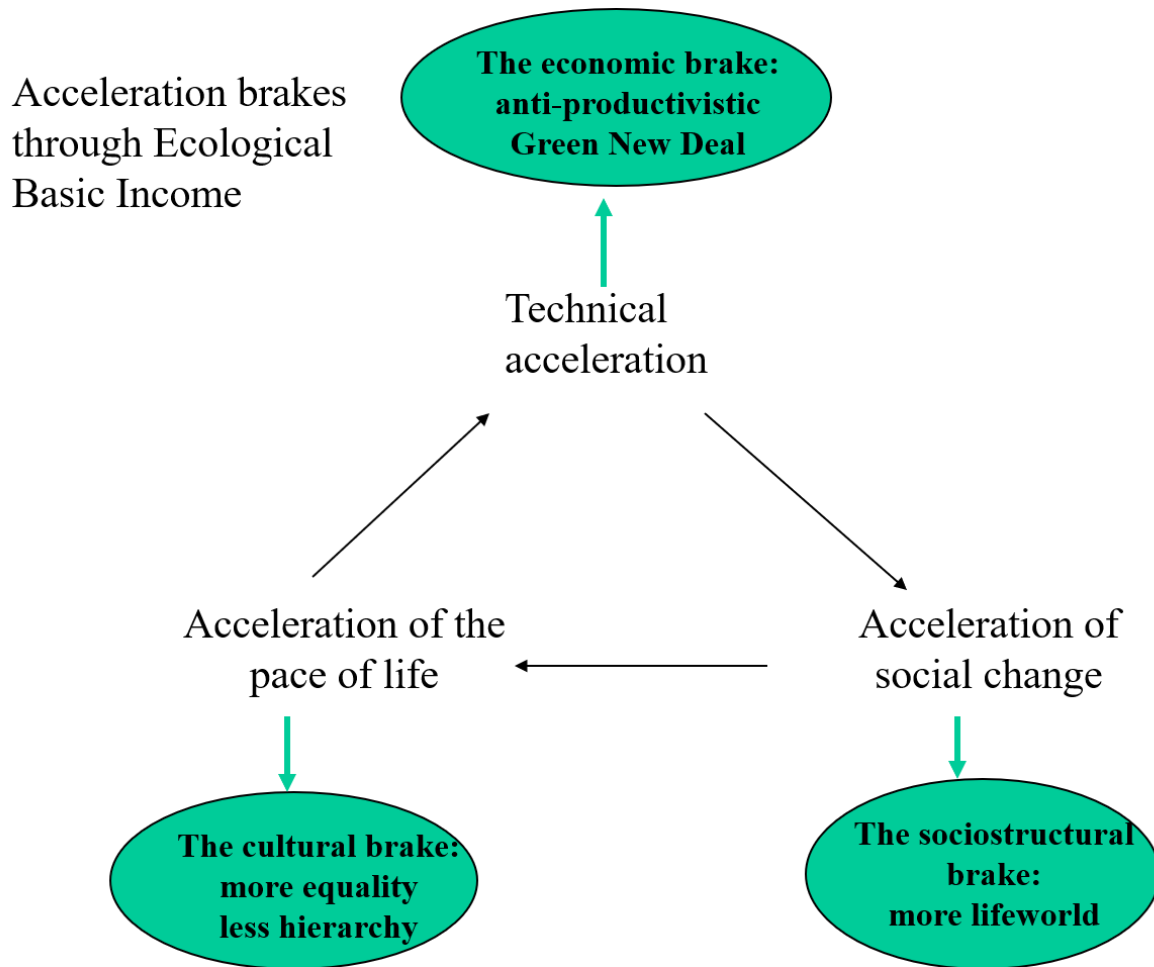 Acceleration brakes
through Ecological
Basic Income
The economic brake:
anti-productivistic
Green New Deal
Technical
acceleration
Acceleration of the
pace of life
Acceleration of
social change
The cultural brake:
more equality
less hierarchy
The sociostructural
brake:
more lifeworld